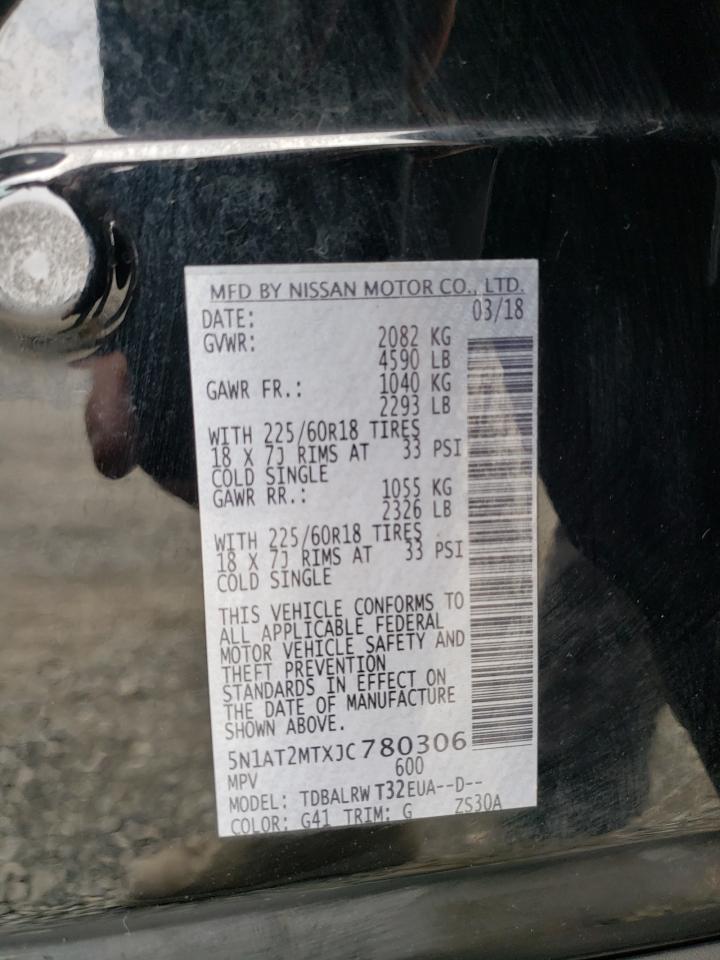 MFD BY NISSAN MOTOR CO., LTD.
DATE: 03/18
GVWR: 2082 KG
4590 LB
GAWR FR.: 1040 KG
2293 LB
WITH 225/60R18 TIRES
18 X 7J RIMS AT 33 PSI
COLD SINGLE
GAWR RR.: 1055 KG
2326 LB
WITH 225/60R18 TIRES
18 X 7J RIMS AT 33 PSI
COLD SINGLE
THIS VEHICLE CONFORMS TO
ALL APPLICABLE FEDERAL
MOTOR VEHICLE SAFETY AND
THEFT PREVENTION
STANDARDS IN EFFECT ON
THE DATE OF MANUFACTURE
SHOWN ABOVE.
5N1AT2MTXJC780306
MPV 600
MODEL: TDBALRWT32EUA--D--
COLOR: G41 TRIM: G ZS30A